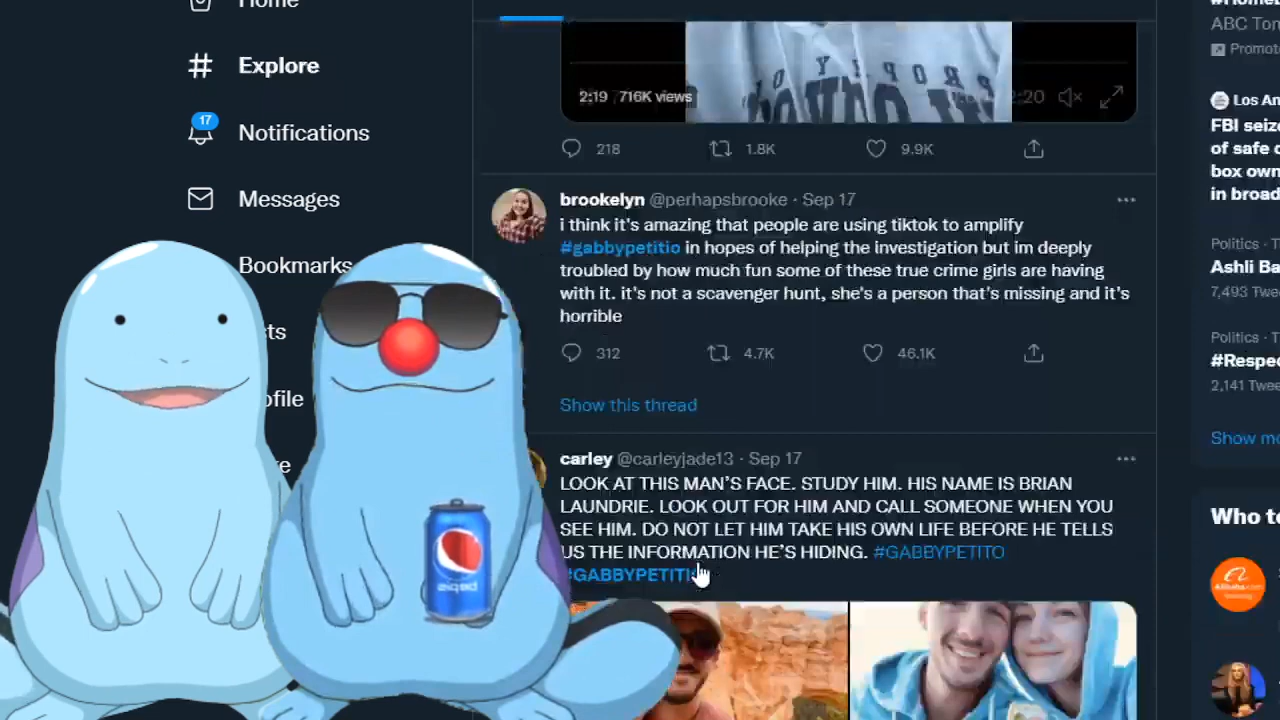 Home
Explore
17
Notifications
Messages
Bookmarks
2:19 716K views
218 1.8K 9.9K
brookelyn @perhapsbrooke · Sep 17
i think it's amazing that people are using tiktok to amplify
#gabbypetitio in hopes of helping the investigation but im deeply
troubled by how much fun some of these true crime girls are having
with it. it's not a scavenger hunt, she's a person that's missing and it's
horrible
312 4.7K 46.1K
Show this thread
carley @carleyjade13 · Sep 17
LOOK AT THIS MAN'S FACE. STUDY HIM. HIS NAME IS BRIAN
LAUNDRIE. LOOK OUT FOR HIM AND CALL SOMEONE WHEN YOU
SEE HIM. DO NOT LET HIM TAKE HIS OWN LIFE BEFORE HE TELLS
US THE INFORMATION HE'S HIDING. #GABBYPETITO
#GABBYPETITI
ABC Ton
Promote
Los An
FBI seize
of safe d
box own
in broad
Politics · T
Ashli Ba
7,493 Twee
Politics · T
#Respec
2,141 Twee
Show mo
Who to